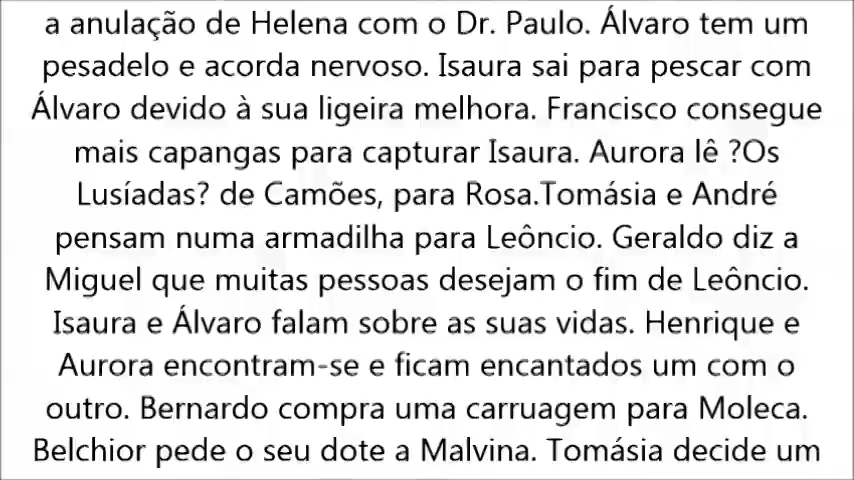 a anulação de Helena com o Dr. Paulo. Álvaro tem um
pesadelo e acorda nervoso. Isaura sai para pescar com
Álvaro devido à sua ligeira melhora. Francisco consegue
mais capangas para capturar Isaura. Aurora lê ?Os
Lusíadas? de Camões, para Rosa.Tomásia e André
pensam numa armadilha para Leôncio. Geraldo diz a
Miguel que muitas pessoas desejam o fim de Leôncio.
Isaura e Álvaro falam sobre as suas vidas. Henrique e
Aurora encontram-se e ficam encantados um com o
outro. Bernardo compra uma carruagem para Moleca.
Belchior pede o seu dote a Malvina. Tomásia decide um